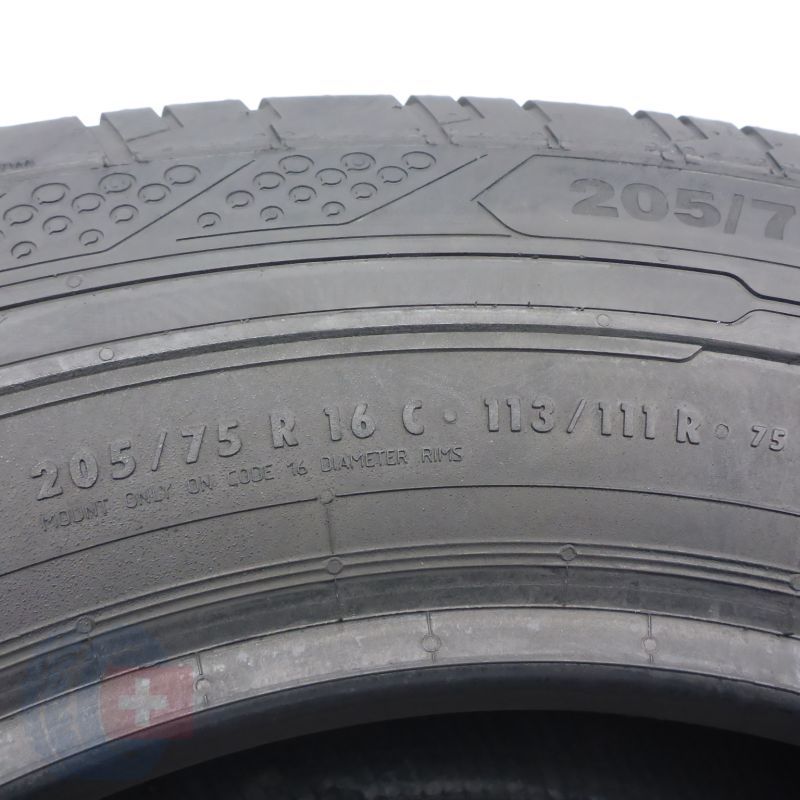 205/7
205/75 R 16 C · 113/111 R · 75
MOUNT ONLY ON CODE 16 DIAMETER RIMS